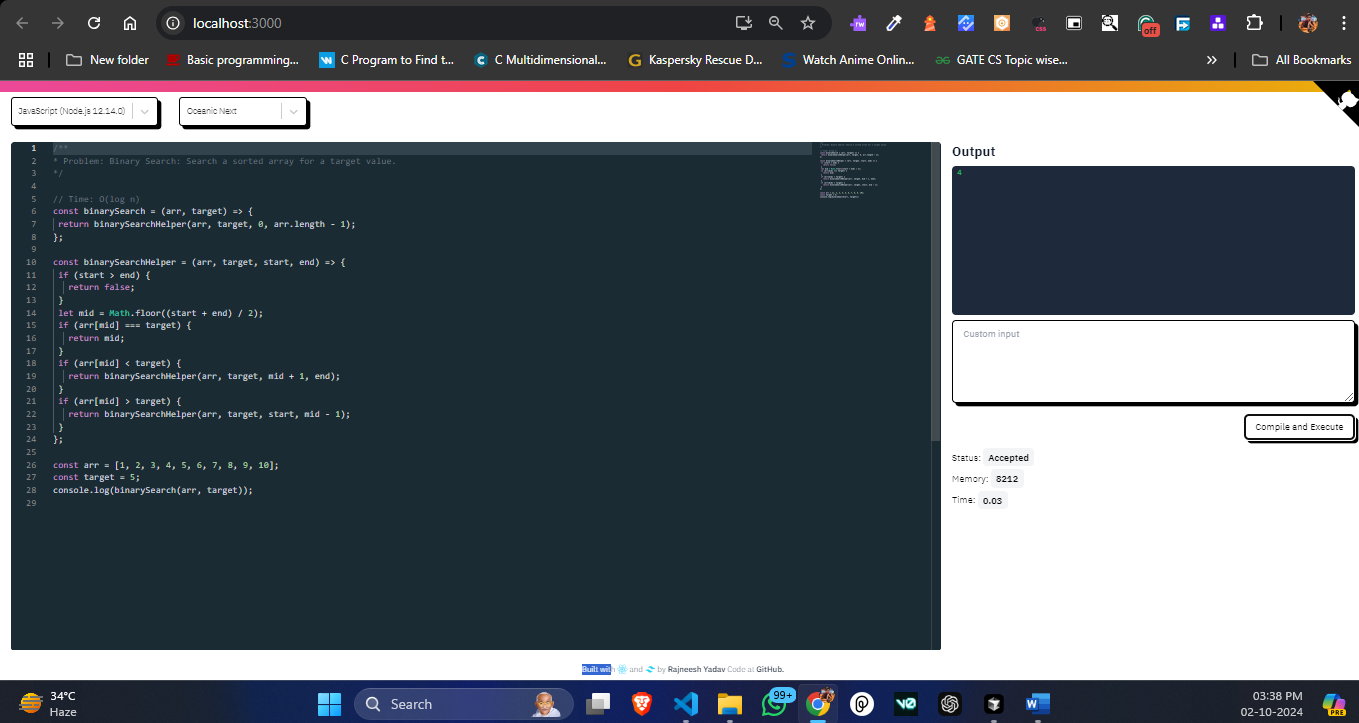 localhost:3000
off
New folder
Basic programming...
C Program to Find t...
C Multidimensional...
Kaspersky Rescue D...
Watch Anime Online...
GATE CS Topic wise...
»
All Bookmarks
JavaScript (Node.js 12.14.0)
Oceanic Next
1 /**
2 * Problem: Binary Search: Search a sorted array for a target value.
3 */
4
5 // Time: O(log n)
6 const binarySearch = (arr, target) => {
7 return binarySearchHelper(arr, target, 0, arr.length - 1);
8 };
9
10 const binarySearchHelper = (arr, target, start, end) => {
11 if (start > end) {
12 return false;
13 }
14 let mid = Math.floor((start + end) / 2);
15 if (arr[mid] === target) {
16 return mid;
17 }
18 if (arr[mid] < target) {
19 return binarySearchHelper(arr, target, mid + 1, end);
20 }
21 if (arr[mid] > target) {
22 return binarySearchHelper(arr, target, start, mid - 1);
23 }
24 };
25
26 const arr = [1, 2, 3, 4, 5, 6, 7, 8, 9, 10];
27 const target = 5;
28 console.log(binarySearch(arr, target));
29
Output
4
Custom input
Compile and Execute
Status: Accepted
Memory: 8212
Time: 0.03
Built with and by Rajneesh Yadav Code at GitHub.
34°C
Haze
Search
99+
03:38 PM
02-10-2024
PRE